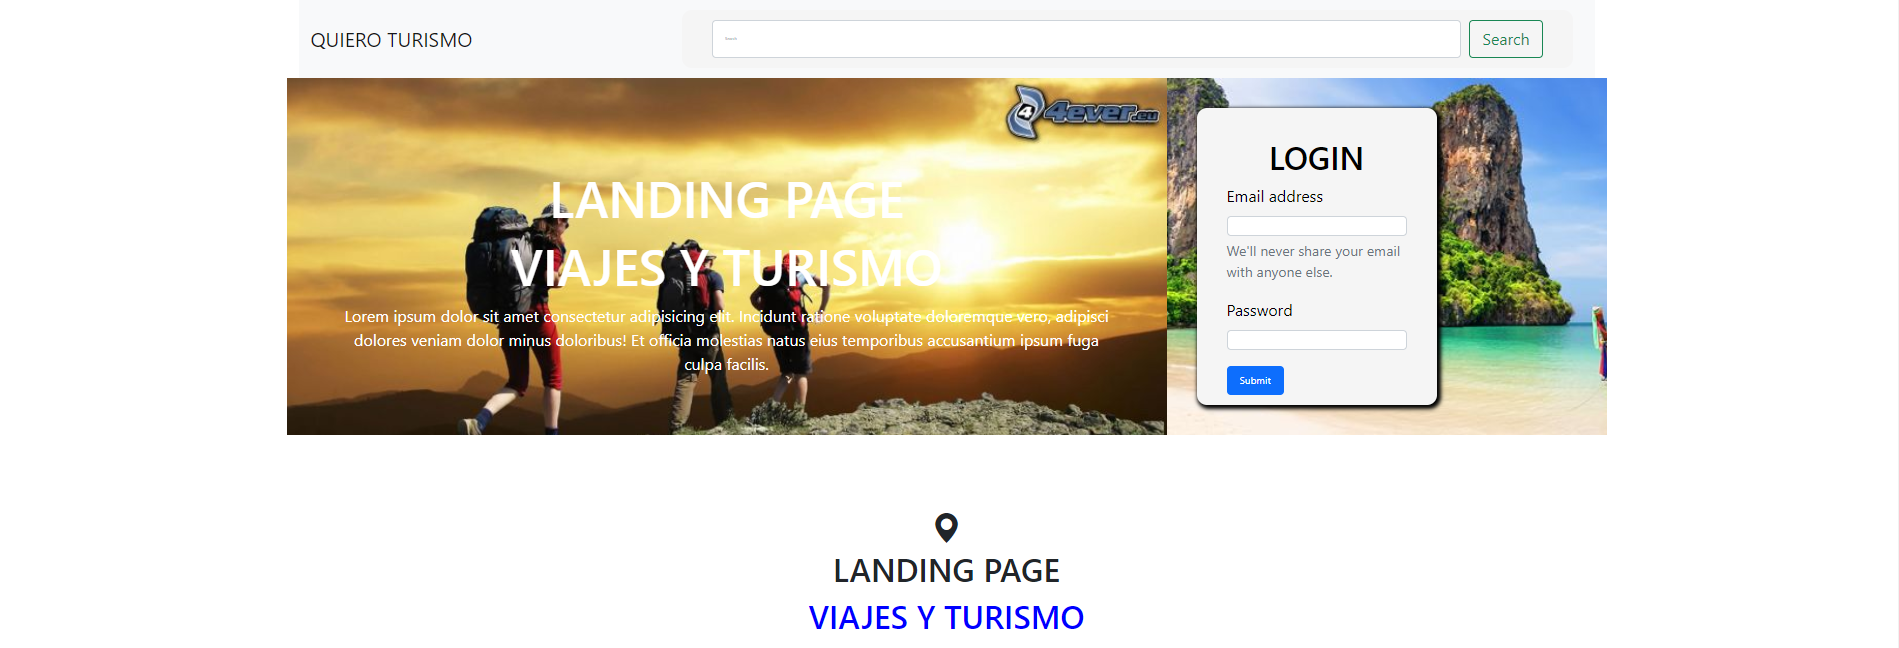 QUIERO TURISMO
Search
Search
4ever.eu
LANDING PAGE
VIAJES Y TURISMO
Lorem ipsum dolor sit amet consectetur adipisicing elit. Incidunt ratione voluptate doloremque vero, adipisci
dolores veniam dolor minus doloribus! Et officia molestias natus eius temporibus accusantium ipsum fuga
culpa facilis.
LOGIN
Email address
We'll never share your email
with anyone else.
Password
Submit
LANDING PAGE
VIAJES Y TURISMO